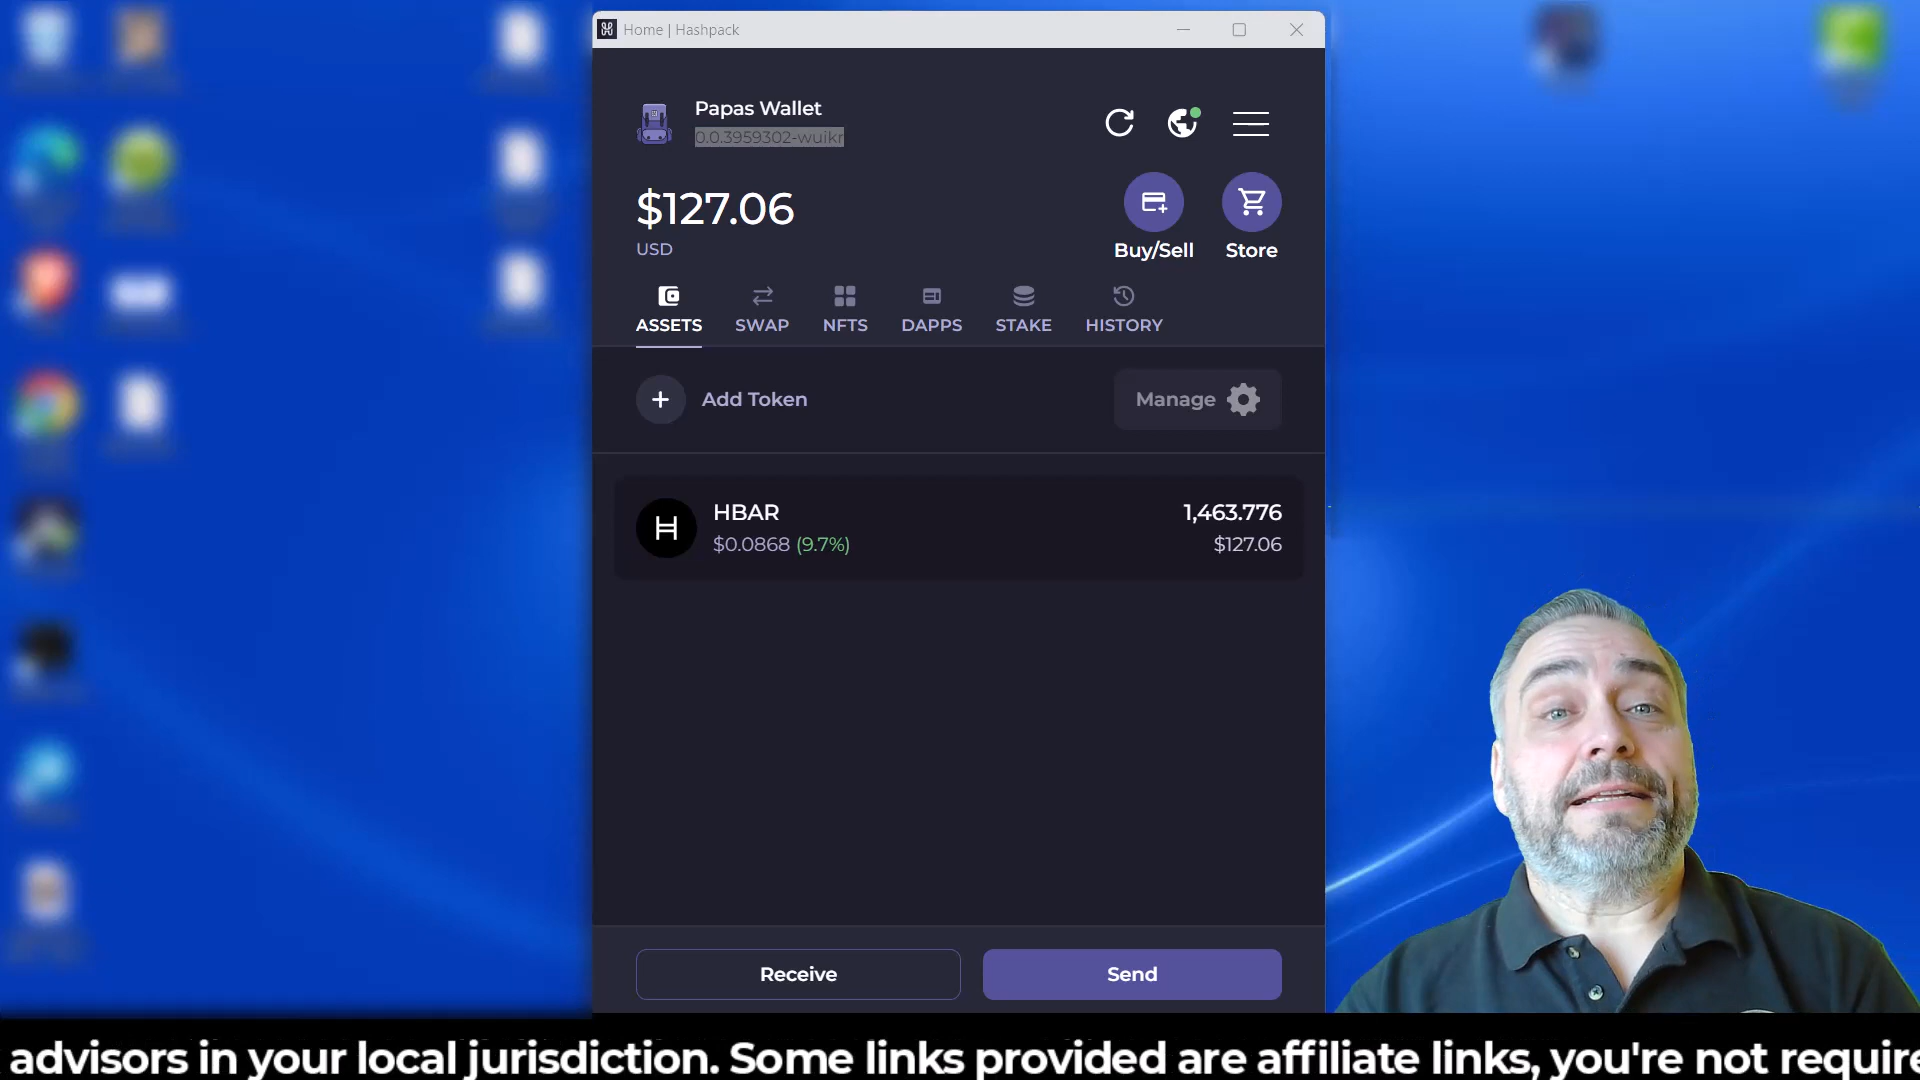 Home | Hashpack
Papas Wallet
0.0.3959302-wuikr
$127.06
USD
Buy/Sell
Store
ASSETS
SWAP
NFTS
DAPPS
STAKE
HISTORY
Add Token
Manage
HBAR
1,463.776
$0.0868 (9.7%)
$127.06
Receive
Send
advisors in your local jurisdiction. Some links provided are affiliate links, you're not require